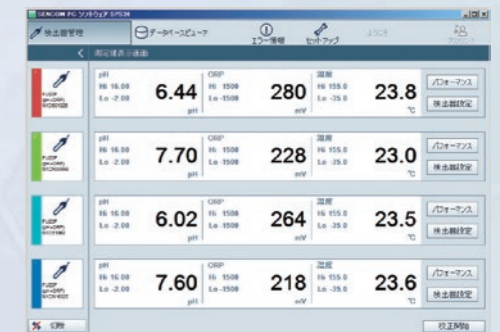 SENCOM PC ソフトウェア SPS24
検出器管理
データベースビューア
エラー情報
セットアップ
測定値表示画面
pH
Hi 16.00
Lo -2.00
6.44
pH
ORP
Hi 1500
Lo -1500
280
mV
温度
Hi 155.0
Lo -35.0
23.8
℃
パフォーマンス
検出器設定
pH
Hi 16.00
Lo -2.00
7.70
pH
ORP
Hi 1500
Lo -1500
228
mV
温度
Hi 155.0
Lo -35.0
23.0
℃
パフォーマンス
検出器設定
pH
Hi 16.00
Lo -2.00
6.02
pH
ORP
Hi 1500
Lo -1500
264
mV
温度
Hi 155.0
Lo -35.0
23.5
℃
パフォーマンス
検出器設定
pH
Hi 16.00
Lo -2.00
7.60
pH
ORP
Hi 1500
Lo -1500
218
mV
温度
Hi 155.0
Lo -35.0
23.6
℃
パフォーマンス
検出器設定
切断
校正開始